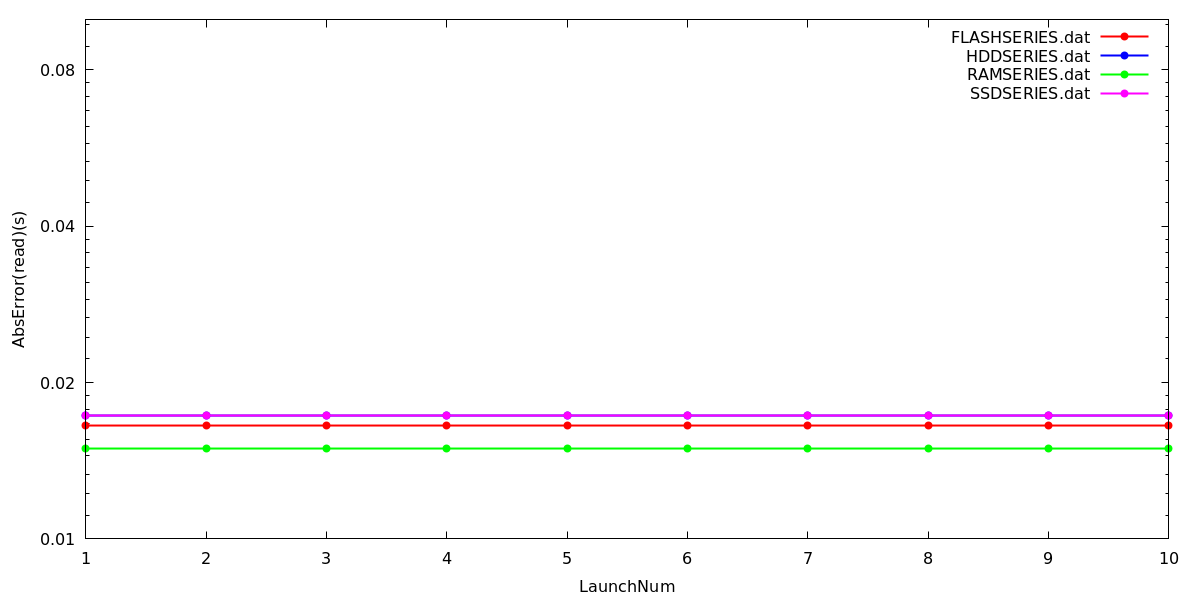 FLASHSERIES.dat
HDDSERIES.dat
RAMSERIES.dat
SSDSERIES.dat
0.08
0.04
0.02
0.01
AbsError(read)(s)
1 2 3 4 5 6 7 8 9 10
LaunchNum